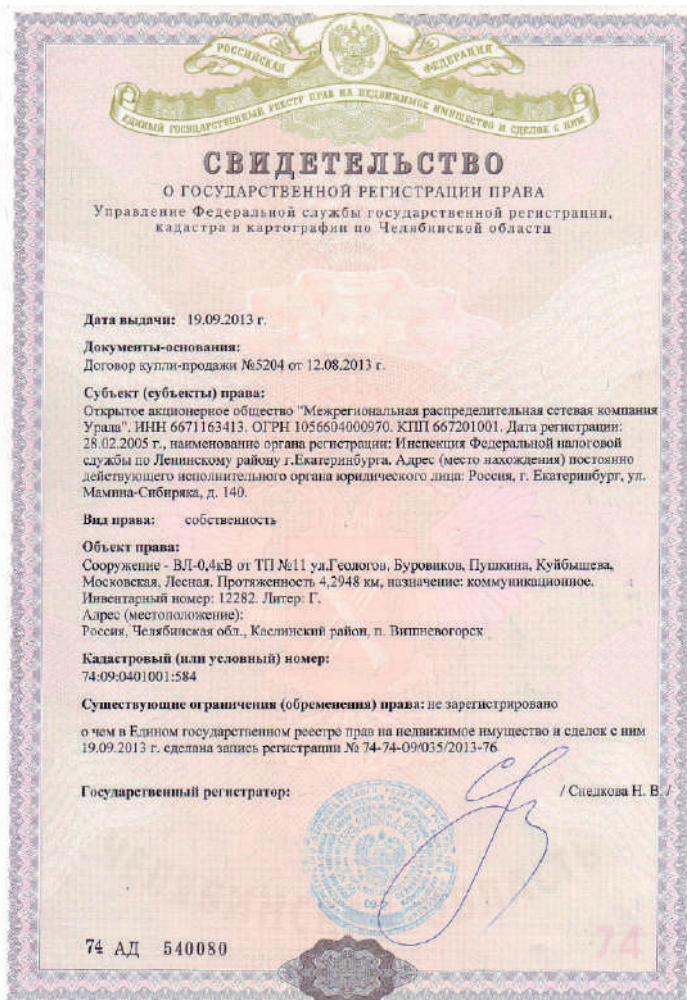 РОССИЙСКАЯ ФЕДЕРАЦИЯ
ЕДИНЫЙ ГОСУДАРСТВЕННЫЙ РЕЕСТР ПРАВ НА НЕДВИЖИМОЕ ИМУЩЕСТВО И СДЕЛОК С НИМ
СВИДЕТЕЛЬСТВО
О ГОСУДАРСТВЕННОЙ РЕГИСТРАЦИИ ПРАВА
Управление Федеральной службы государственной регистрации,
кадастра и картографии по Челябинской области
Дата выдачи: 19.09.2013 г.
Документы-основания:
Договор купли-продажи №5204 от 12.08.2013 г.
Субъект (субъекты) права:
Открытое акционерное общество "Межрегиональная распределительная сетевая компания
Урала". ИНН 6671163413. ОГРН 1056604000970. КПП 667201001. Дата регистрации:
28.02.2005 г., наименование органа регистрации: Инспекция Федеральной налоговой
службы по Ленинскому району г.Екатеринбурга. Адрес (место нахождения) постоянно
действующего исполнительного органа юридического лица: Россия, г. Екатеринбург, ул.
Мамина-Сибиряка, д. 140.
Вид права: собственность
Объект права:
Сооружение - ВЛ-0,4кВ от ТП №11 ул.Геологов, Буровиков, Пушкина, Куйбышева,
Московская, Лесная. Протяженность 4,2948 км, назначение: коммуникационное.
Инвентарный номер: 12282. Литер: Г.
Адрес (местоположение):
Россия, Челябинская обл., Каслинский район, п. Вишневогорск
Кадастровый (или условный) номер:
74:09:0401001:584
Существующие ограничения (обременения) права: не зарегистрировано
о чем в Едином государственном реестре прав на недвижимое имущество и сделок с ним
19.09.2013 г. сделана запись регистрации № 74-74-09/035/2013-76
Государственный регистратор: / Снедкова Н. В. /
74 АД 540080
74